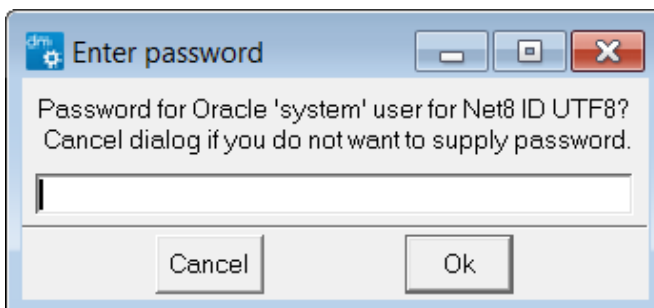 dm
Enter password
Password for Oracle 'system' user for Net8 ID UTF8?
Cancel dialog if you do not want to supply password.
Cancel
Ok